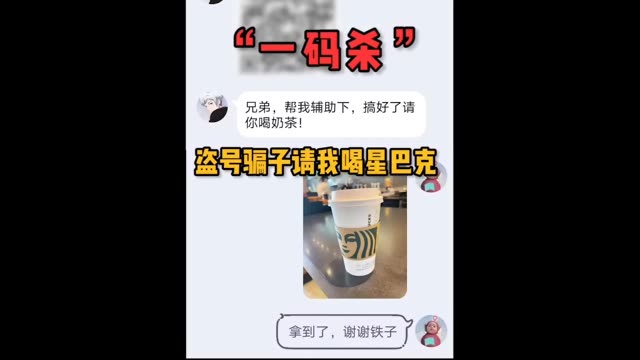 “一码杀”
兄弟，帮我辅助下，搞好了请
你喝奶茶！
盗号骗子请我喝星巴克
拿到了，谢谢铁子